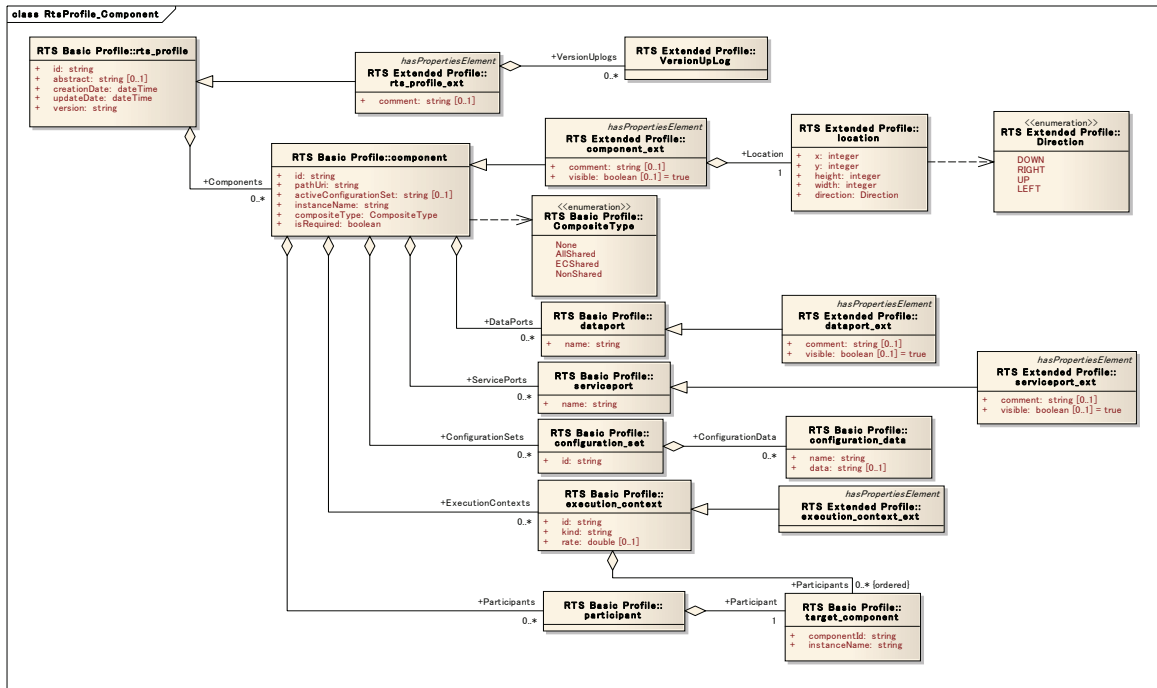 class RtsProfile_Component
RTS Basic Profile::rts_profile
+ id: string
+ abstract: string [0..1]
+ creationDate: dateTime
+ updateDate: dateTime
+ version: string
hasPropertiesElement
RTS Extended Profile::
rts_profile_ext
+ comment: string [0..1]
+VersionUplogs
0..*
RTS Extended Profile::
VersionUpLog
+Components
0..*
RTS Basic Profile::component
+ id: string
+ pathUri: string
+ activeConfigurationSet: string [0..1]
+ instanceName: string
+ compositeType: CompositeType
+ isRequired: boolean
hasPropertiesElement
RTS Extended Profile::
component_ext
+ comment: string [0..1]
+ visible: boolean [0..1] = true
+Location
1
RTS Extended Profile::
location
+ x: integer
+ y: integer
+ height: integer
+ width: integer
+ direction: Direction
<<enumeration>>
RTS Extended Profile::
Direction
DOWN
RIGHT
UP
LEFT
<<enumeration>>
RTS Basic Profile::
CompositeType
None
AllShared
ECShared
NonShared
+DataPorts
0..*
RTS Basic Profile::
dataport
+ name: string
hasPropertiesElement
RTS Extended Profile::
dataport_ext
+ comment: string [0..1]
+ visible: boolean [0..1] = true
+ServicePorts
0..*
RTS Basic Profile::
serviceport
+ name: string
hasPropertiesElement
RTS Extended Profile::
serviceport_ext
+ comment: string [0..1]
+ visible: boolean [0..1] = true
+ConfigurationSets
0..*
RTS Basic Profile::
configuration_set
+ id: string
+ConfigurationData
0..*
RTS Basic Profile::
configuration_data
+ name: string
+ data: string [0..1]
+ExecutionContexts
0..*
RTS Basic Profile::
execution_context
+ id: string
+ kind: string
+ rate: double [0..1]
hasPropertiesElement
RTS Extended Profile::
execution_context_ext
+Participants 0..* {ordered}
+Participants
0..*
RTS Basic Profile::
participant
+Participant
1
RTS Basic Profile::
target_component
+ componentId: string
+ instanceName: string